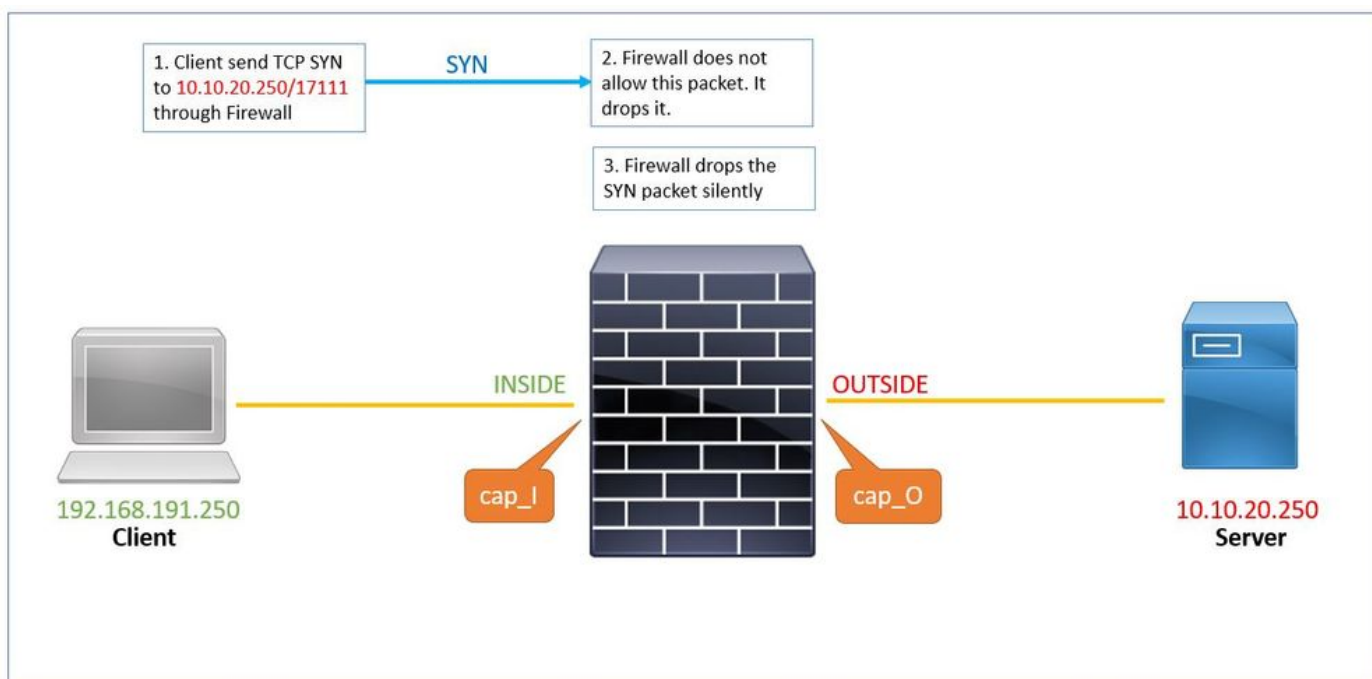 1. Client send TCP SYN
to 10.10.20.250/17111
through Firewall
SYN
2. Firewall does not
allow this packet. It
drops it.
3. Firewall drops the
SYN packet silently
INSIDE
OUTSIDE
cap_I
cap_O
192.168.191.250
Client
10.10.20.250
Server